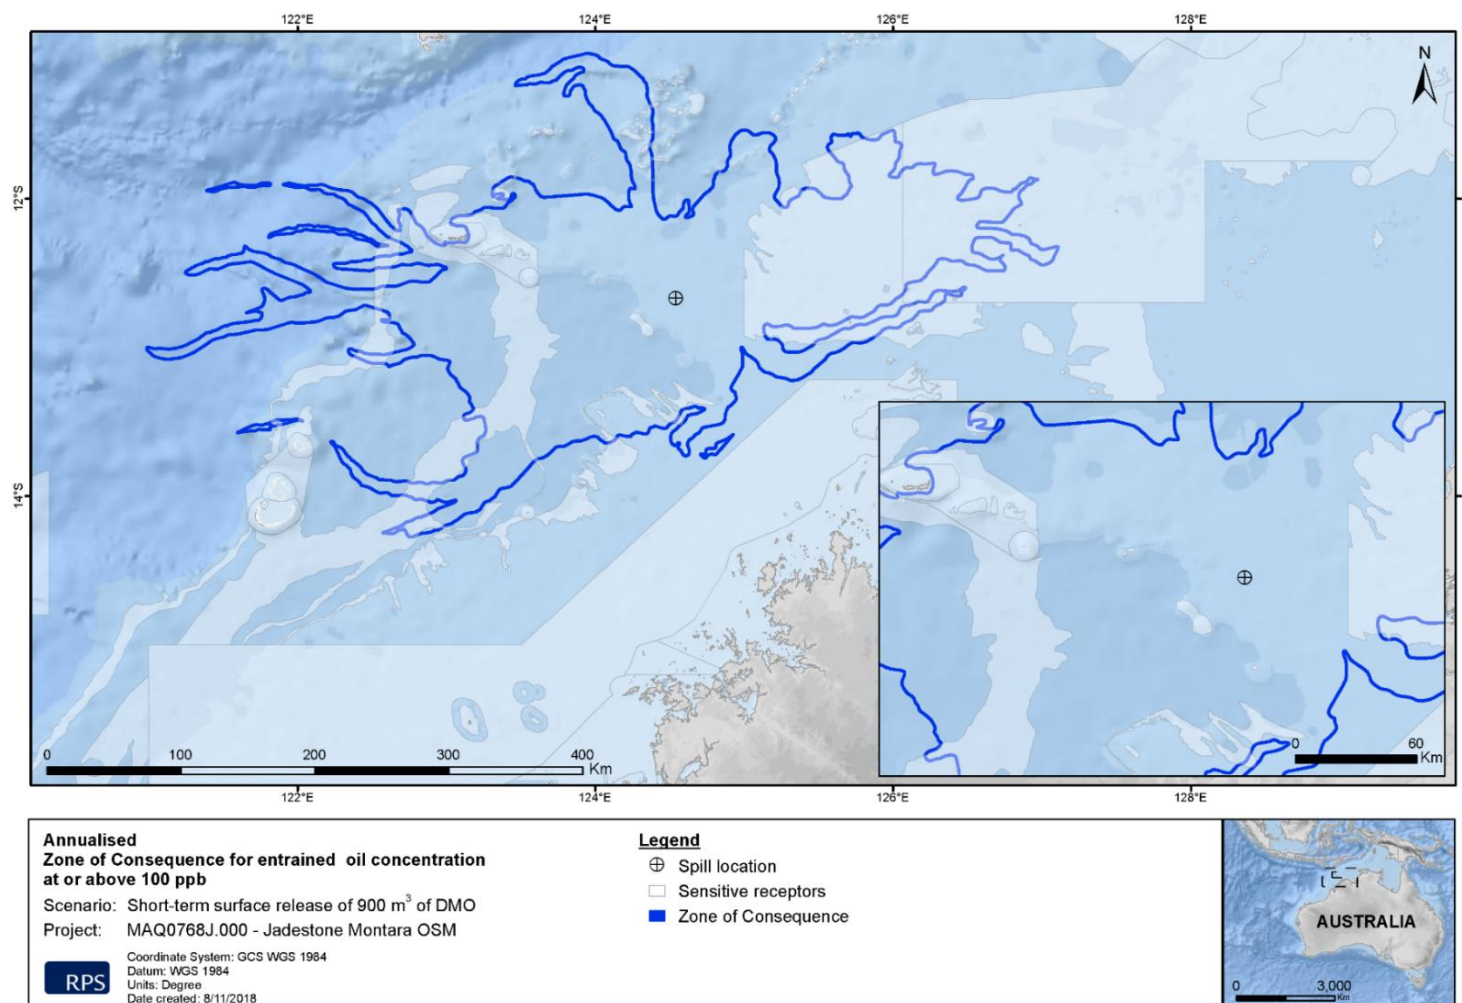 122°E 124°E 126°E 128°E
N
12°S
14°S
0 100 200 300 400
Km
0 60
Km
122°E 124°E 126°E 128°E
Annualised
Zone of Consequence for entrained oil concentration
at or above 100 ppb
Scenario: Short-term surface release of 900 m³ of DMO
Project: MAQ0768J.000 - Jadestone Montara OSM
RPS
Coordinate System: GCS WGS 1984
Datum: WGS 1984
Units: Degree
Date created: 8/11/2018
Legend
Spill location
Sensitive receptors
Zone of Consequence
AUSTRALIA
0 3,000
Km